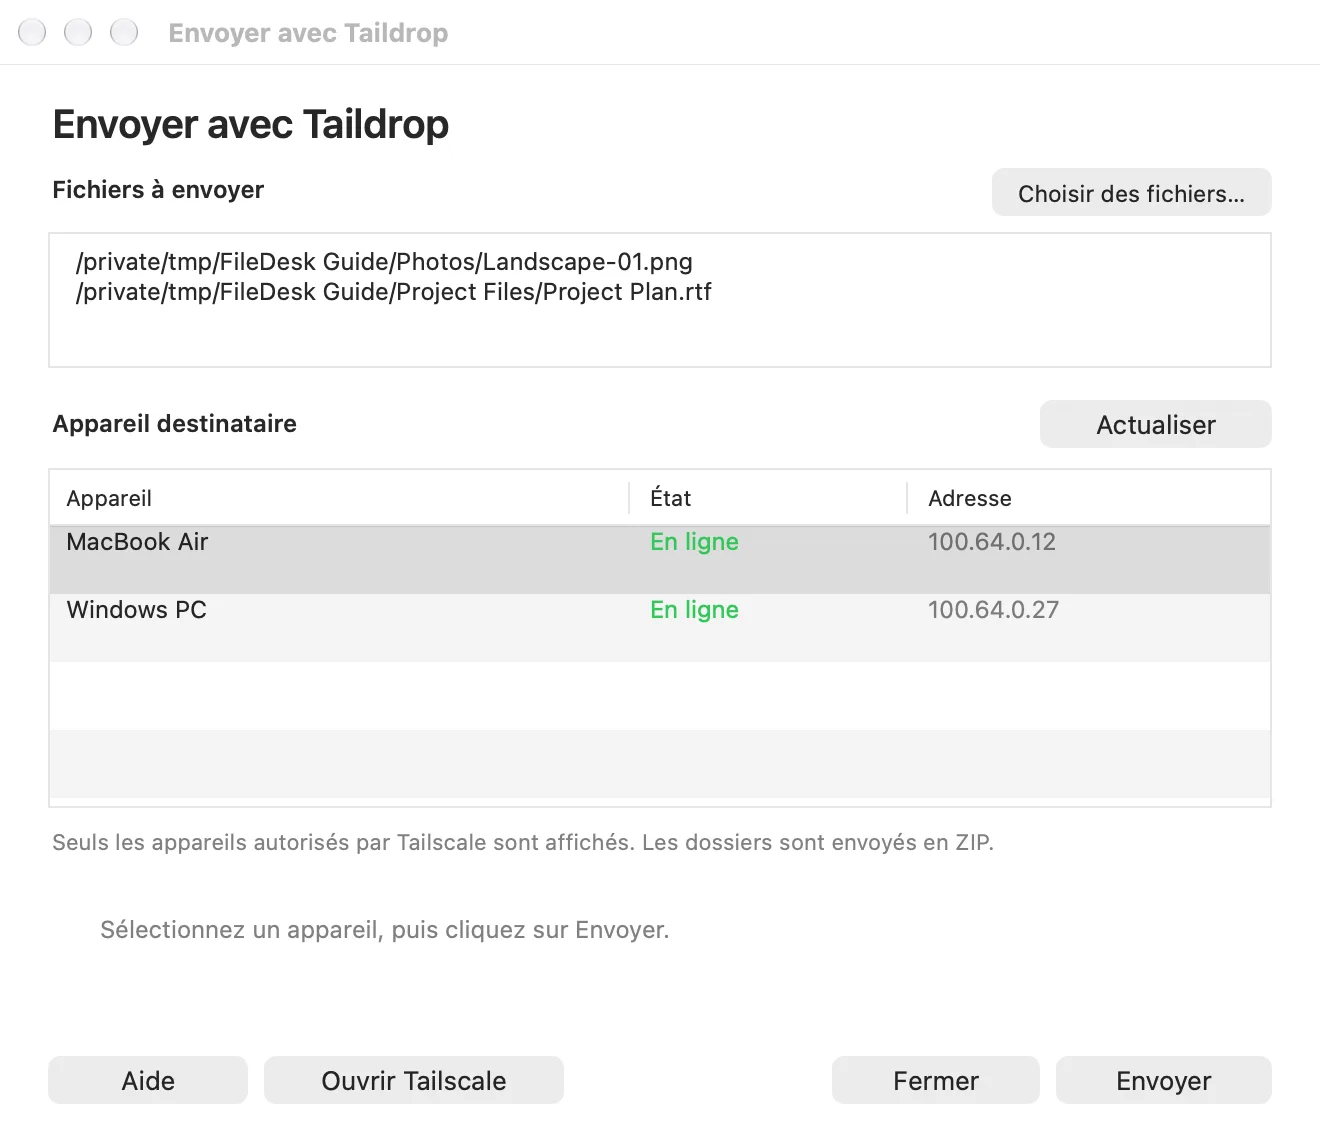 Envoyer avec Taildrop
Envoyer avec Taildrop
Fichiers à envoyer
Choisir des fichiers...
/private/tmp/FileDesk Guide/Photos/Landscape-01.png
/private/tmp/FileDesk Guide/Project Files/Project Plan.rtf
Appareil destinataire
Actualiser
Appareil État Adresse
MacBook Air En ligne 100.64.0.12
Windows PC En ligne 100.64.0.27
Seuls les appareils autorisés par Tailscale sont affichés. Les dossiers sont envoyés en ZIP.
Sélectionnez un appareil, puis cliquez sur Envoyer.
Aide Ouvrir Tailscale Fermer Envoyer